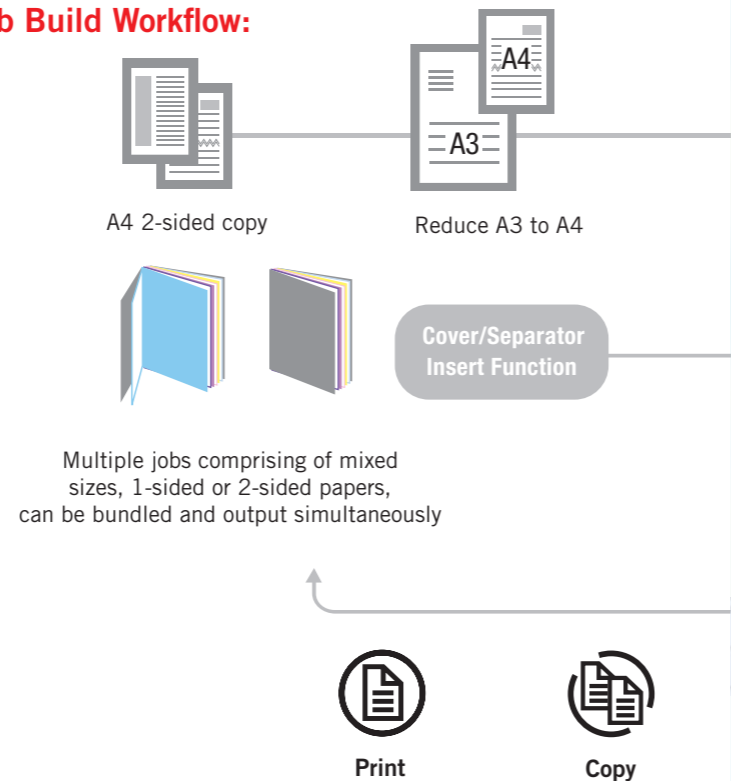 b Build Workflow:
A4
A3
A4 2-sided copy
Reduce A3 to A4
Cover/Separator
Insert Function
Multiple jobs comprising of mixed
sizes, 1-sided or 2-sided papers,
can be bundled and output simultaneously
Print
Copy